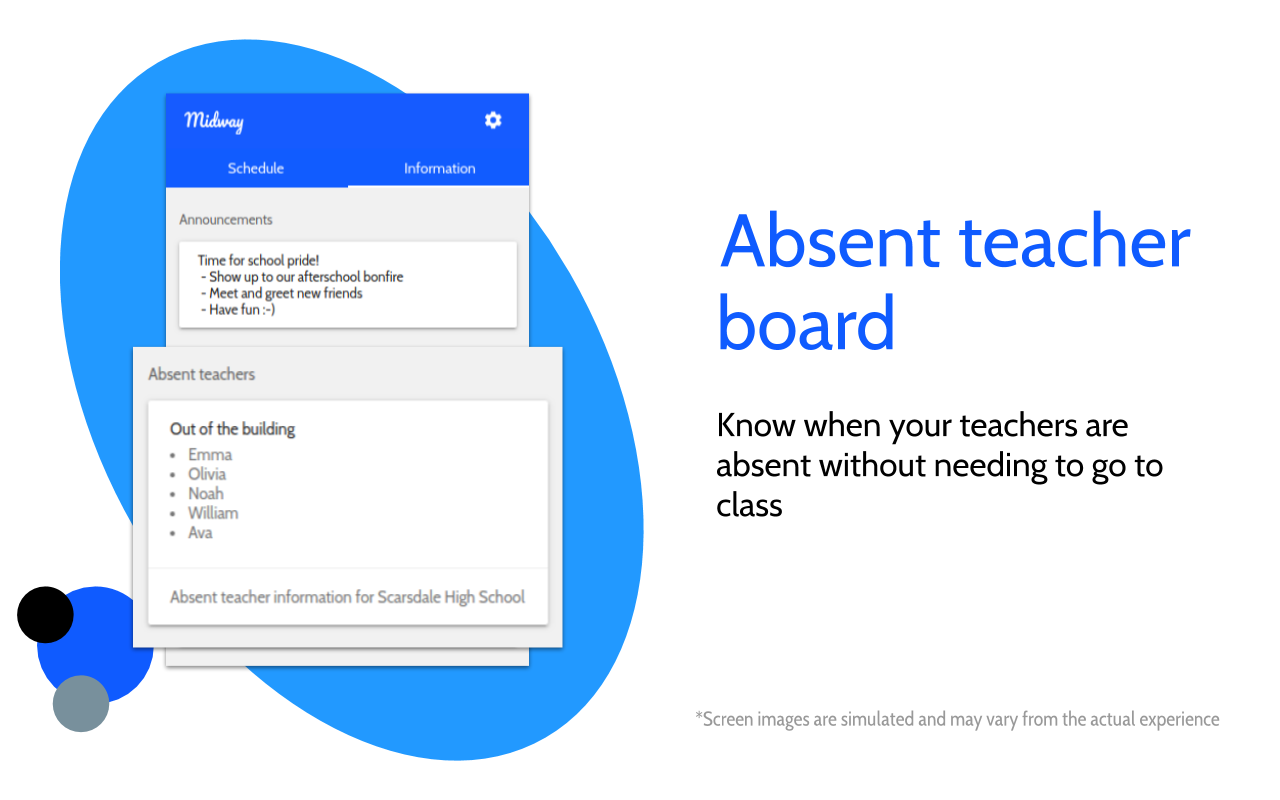 Midway
Schedule
Information
Announcements
Time for school pride!
- Show up to our afterschool bonfire
- Meet and greet new friends
- Have fun :-)
Absent teachers
Out of the building
• Emma
• Olivia
• Noah
• William
• Ava
Absent teacher information for Scarsdale High School
Absent teacher
board
Know when your teachers are
absent without needing to go to
class
*Screen images are simulated and may vary from the actual experience